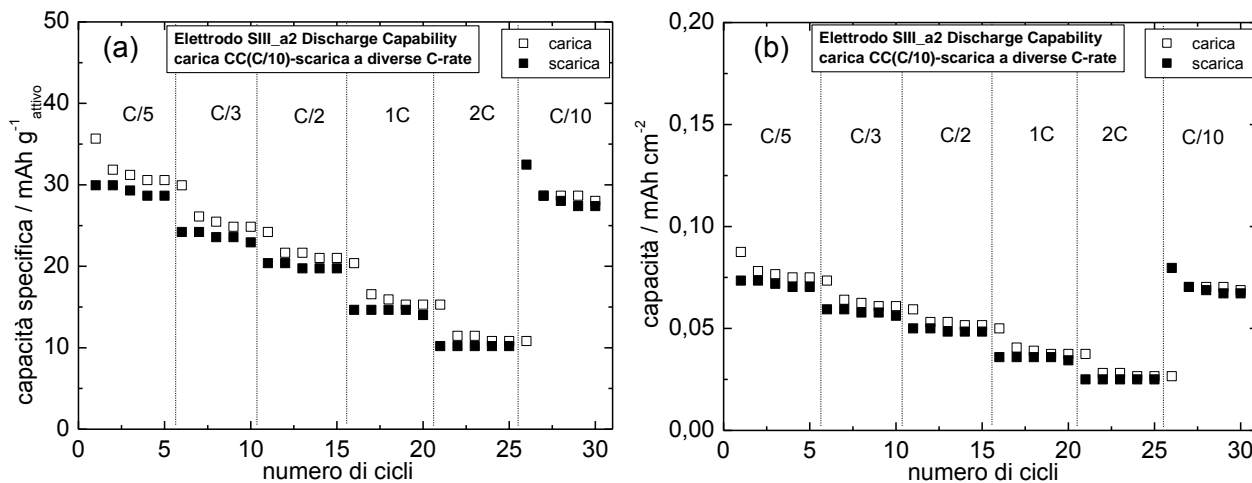 (a)
Elettrodo SIII_a2 Discharge Capability
carica CC(C/10)-scarica a diverse C-rate
carica
scarica
C/5
C/3
C/2
1C
2C
C/10
50
40
30
20
10
0
capacità specifica / mAh g⁻¹ attivo
0
5
10
15
20
25
30
numero di cicli
(b)
Elettrodo SIII_a2 Discharge Capability
carica CC(C/10)-scarica a diverse C-rate
carica
scarica
C/5
C/3
C/2
1C
2C
C/10
0,20
0,15
0,10
0,05
0,00
capacità / mAh cm⁻²
0
5
10
15
20
25
30
numero di cicli